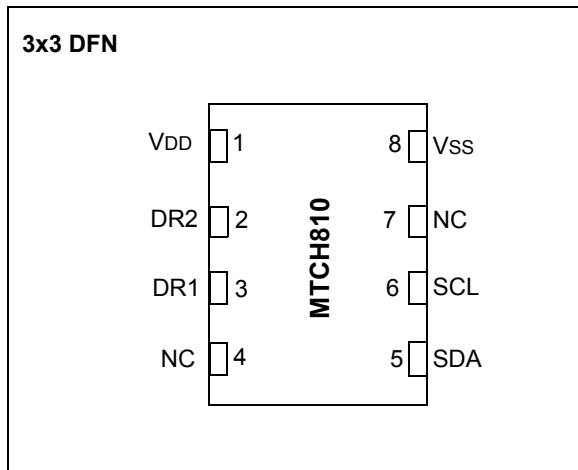 3x3 DFN
VDD 1 8 VSS
DR2 2 7 NC
DR1 3 6 SCL
NC 4 5 SDA
MTCH810